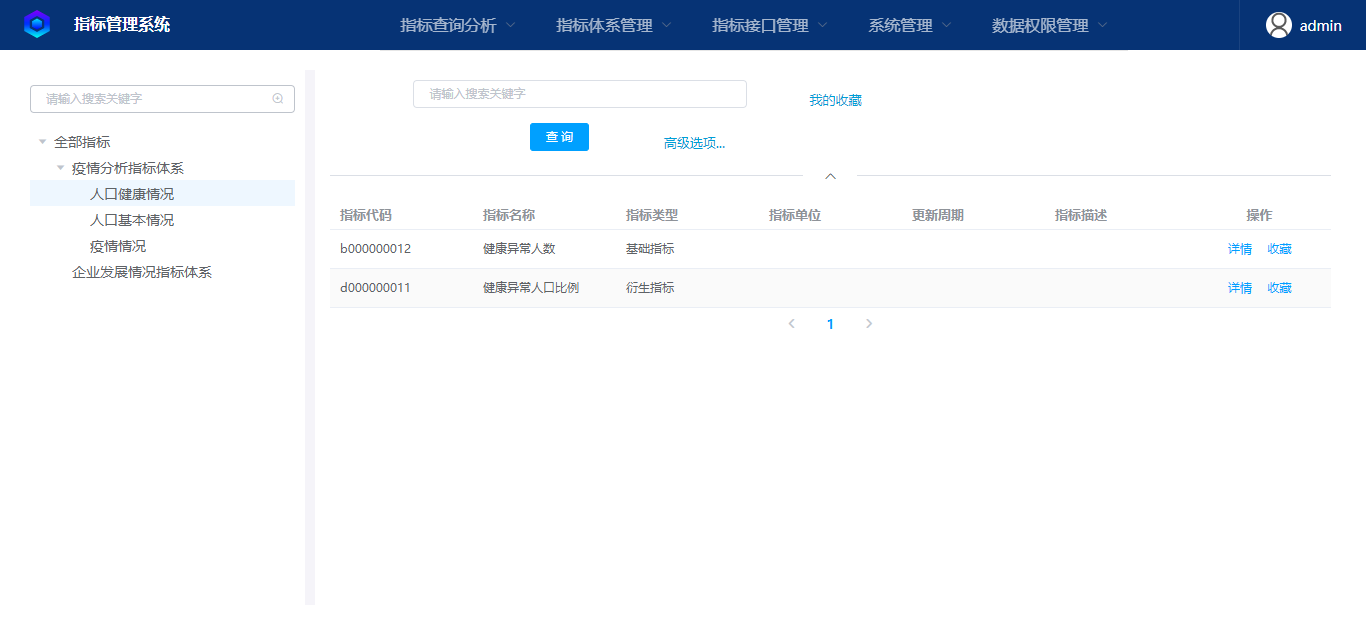 指标管理系统
指标查询分析 指标体系管理 指标接口管理 系统管理 数据权限管理 admin
请输入搜索关键字
全部指标
疫情分析指标体系
人口健康情况
人口基本情况
疫情情况
企业发展情况指标体系
请输入搜索关键字 我的收藏
查询 高级选项...
指标代码 指标名称 指标类型 指标单位 更新周期 指标描述 操作
b000000012 健康异常人数 基础指标 详情 收藏
d000000011 健康异常人口比例 衍生指标 详情 收藏
1